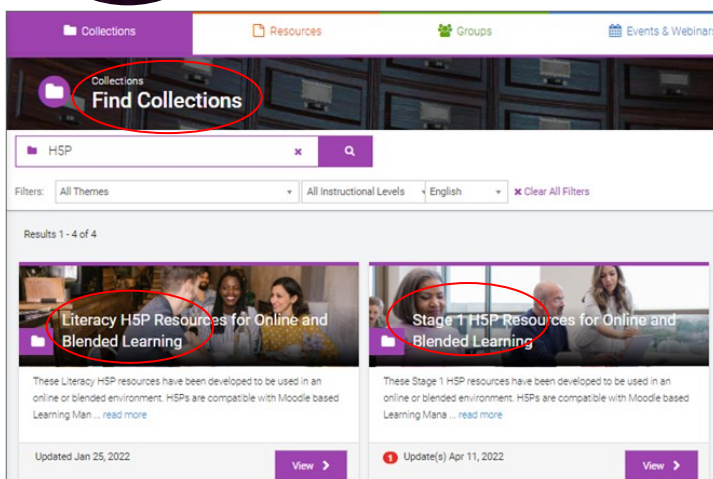 Collections Resources Groups Events & Webinars
Collections
Find Collections
H5P
Filters: All Themes All Instructional Levels English Clear All Filters
Results 1 - 4 of 4
Literacy H5P Resources for Online and
Blended Learning
These Literacy H5P resources have been developed to be used in an
online or blended environment. H5Ps are compatible with Moodle based
Learning Man ... read more
Updated Jan 25, 2022
View
Stage 1 H5P Resources for Online and
Blended Learning
These Stage 1 H5P resources have been developed to be used in an
online or blended environment. H5Ps are compatible with Moodle based
Learning Mana ... read more
1 Update(s) Apr 11, 2022
View